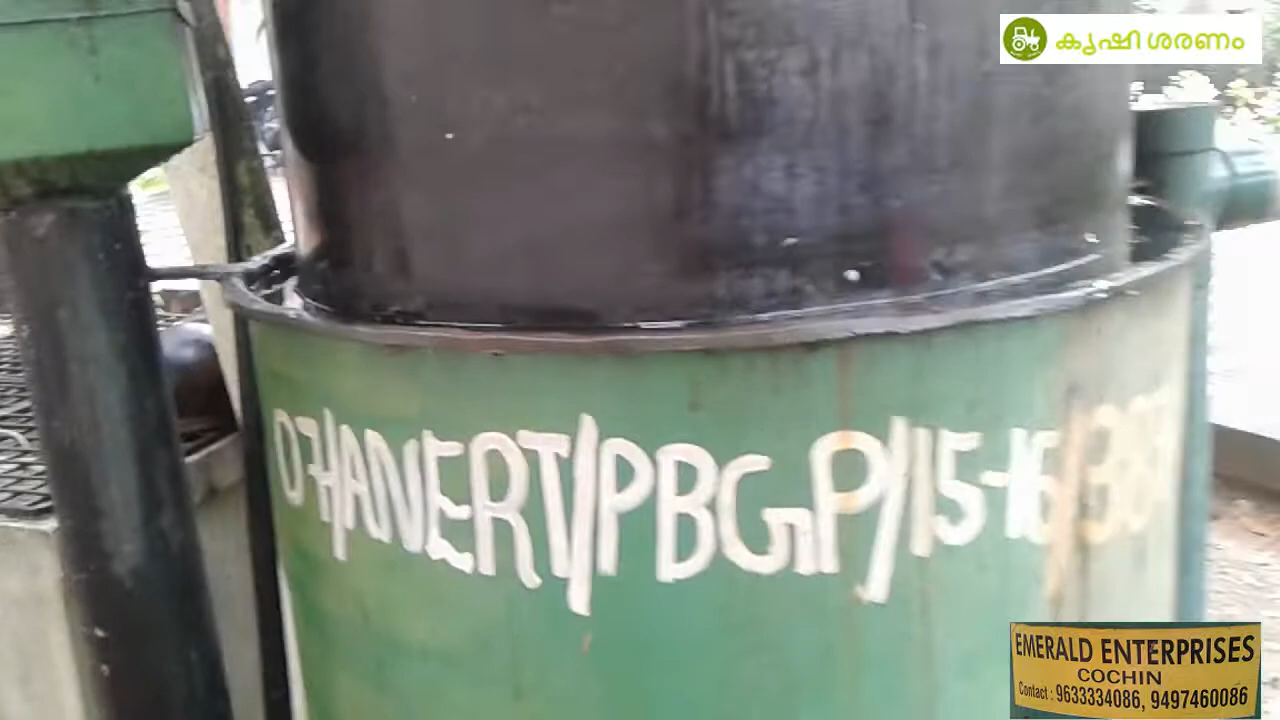 കൃഷി ശരണം
07/ANERT/PBGP/15-16
EMERALD ENTERPRISES
COCHIN
Contact : 9633334086, 9497460086